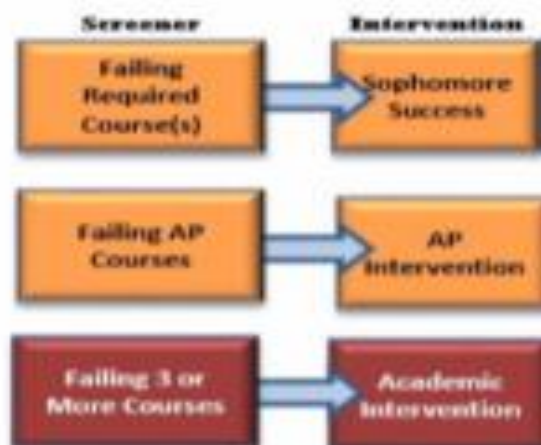 Screener
Intervention
Failing
Required
Course(s)
Sophomore
Success
Failing AP
Courses
AP
Intervention
Failing 3 or
More Courses
Academic
Intervention